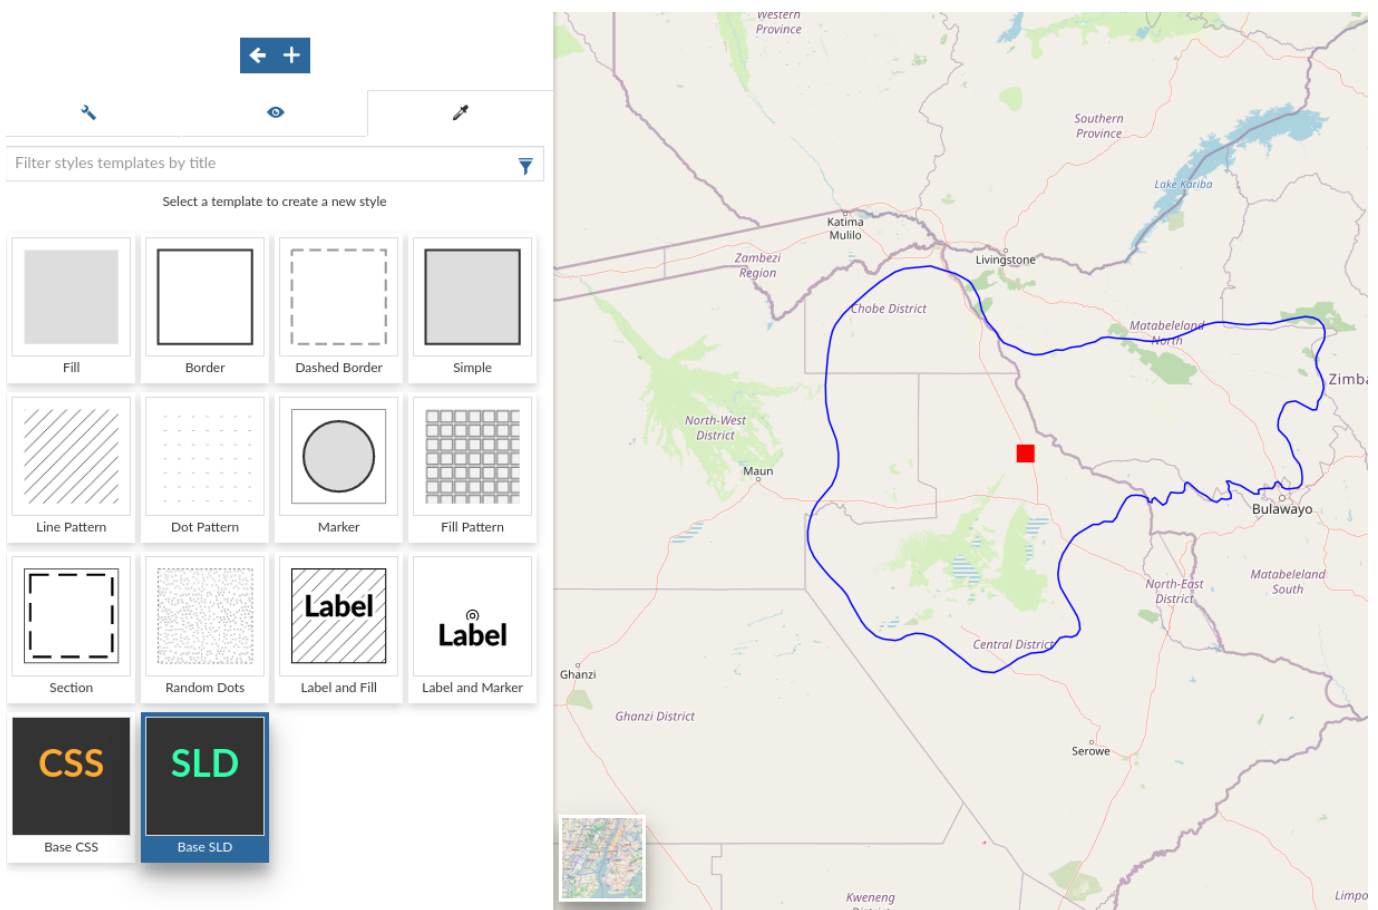 Filter styles templates by title
Select a template to create a new style
Fill
Border
Dashed Border
Simple
Line Pattern
Dot Pattern
Marker
Fill Pattern
Label
Label
Section
Random Dots
Label and Fill
Label and Marker
CSS
SLD
Base CSS
Base SLD
Western
Province
Southern
Province
Lake Kariba
Katima
Mulilo
Livingstone
Zambezi
Region
Chobe District
Matabeleland
North
Zimba
North-West
District
Maun
Bulawayo
North-East
District
Matabeleland
South
Central District
Ghanzi
Ghanzi District
Serowe
Kweneng
District
Limpo